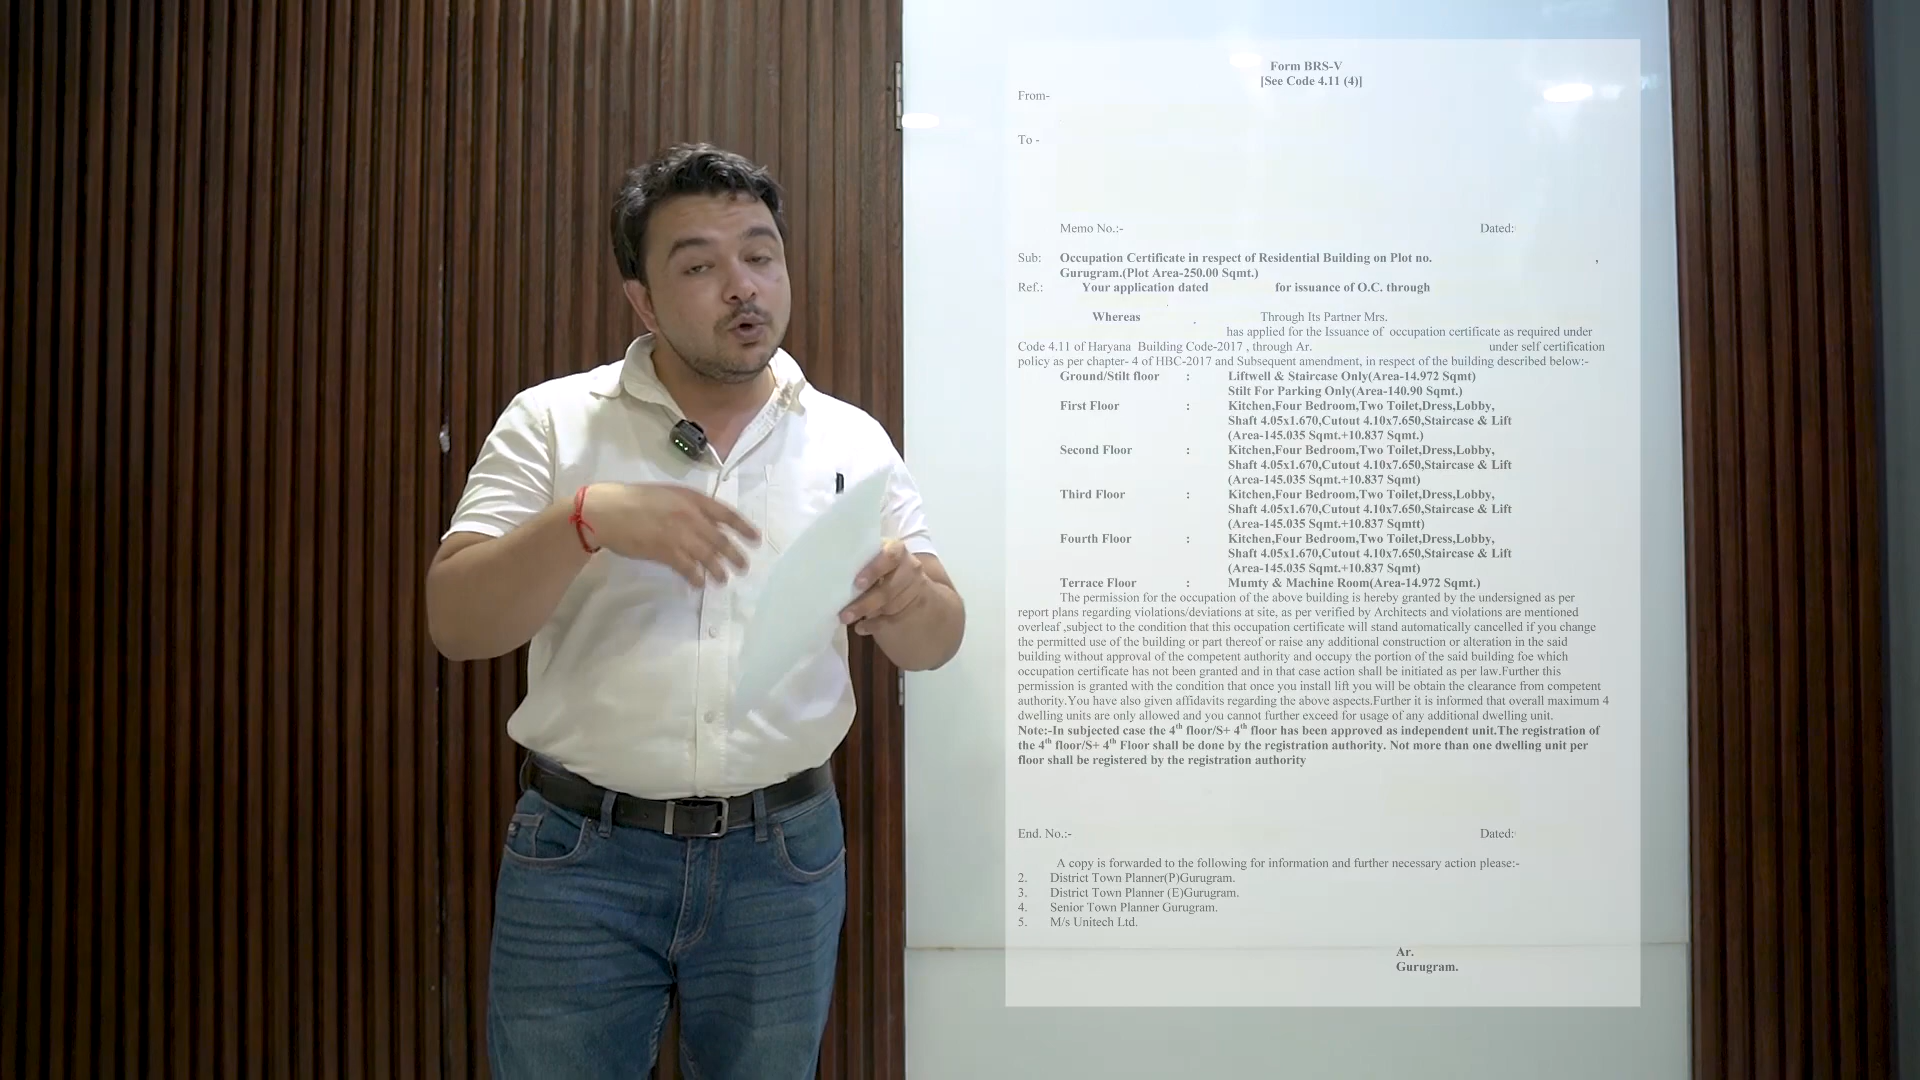 Form BRS-V
[See Code 4.11 (4)]
From-
To -
Memo No.:- Dated:
Sub: Occupation Certificate in respect of Residential Building on Plot no. ,
Gurugram.(Plot Area-250.00 Sqmt.)
Ref.: Your application dated for issuance of O.C. through
Whereas . Through Its Partner Mrs.
has applied for the Issuance of occupation certificate as required under
Code 4.11 of Haryana Building Code-2017 , through Ar. under self certification
policy as per chapter- 4 of HBC-2017 and Subsequent amendment, in respect of the building described below:-
Ground/Stilt floor : Liftwell & Staircase Only(Area-14.972 Sqmt)
Stilt For Parking Only(Area-140.90 Sqmt.)
First Floor : Kitchen,Four Bedroom,Two Toilet,Dress,Lobby,
Shaft 4.05x1.670,Cutout 4.10x7.650,Staircase & Lift
(Area-145.035 Sqmt.+10.837 Sqmt.)
Second Floor : Kitchen,Four Bedroom,Two Toilet,Dress,Lobby,
Shaft 4.05x1.670,Cutout 4.10x7.650,Staircase & Lift
(Area-145.035 Sqmt.+10.837 Sqmt)
Third Floor : Kitchen,Four Bedroom,Two Toilet,Dress,Lobby,
Shaft 4.05x1.670,Cutout 4.10x7.650,Staircase & Lift
(Area-145.035 Sqmt.+10.837 Sqmtt)
Fourth Floor : Kitchen,Four Bedroom,Two Toilet,Dress,Lobby,
Shaft 4.05x1.670,Cutout 4.10x7.650,Staircase & Lift
(Area-145.035 Sqmt.+10.837 Sqmt)
Terrace Floor : Mumty & Machine Room(Area-14.972 Sqmt.)
The permission for the occupation of the above building is hereby granted by the undersigned as per
report plans regarding violations/deviations at site, as per verified by Architects and violations are mentioned
overleaf ,subject to the condition that this occupation certificate will stand automatically cancelled if you change
the permitted use of the building or part thereof or raise any additional construction or alteration in the said
building without approval of the competent authority and occupy the portion of the said building foe which
occupation certificate has not been granted and in that case action shall be initiated as per law.Further this
permission is granted with the condition that once you install lift you will be obtain the clearance from competent
authority.You have also given affidavits regarding the above aspects.Further it is informed that overall maximum 4
dwelling units are only allowed and you cannot further exceed for usage of any additional dwelling unit.
Note:-In subjected case the 4th floor/S+ 4th floor has been approved as independent unit.The registration of
the 4th floor/S+ 4th Floor shall be done by the registration authority. Not more than one dwelling unit per
floor shall be registered by the registration authority
End. No.:- Dated:
A copy is forwarded to the following for information and further necessary action please:-
2. District Town Planner(P)Gurugram.
3. District Town Planner (E)Gurugram.
4. Senior Town Planner Gurugram.
5. M/s Unitech Ltd.
Ar.
Gurugram.